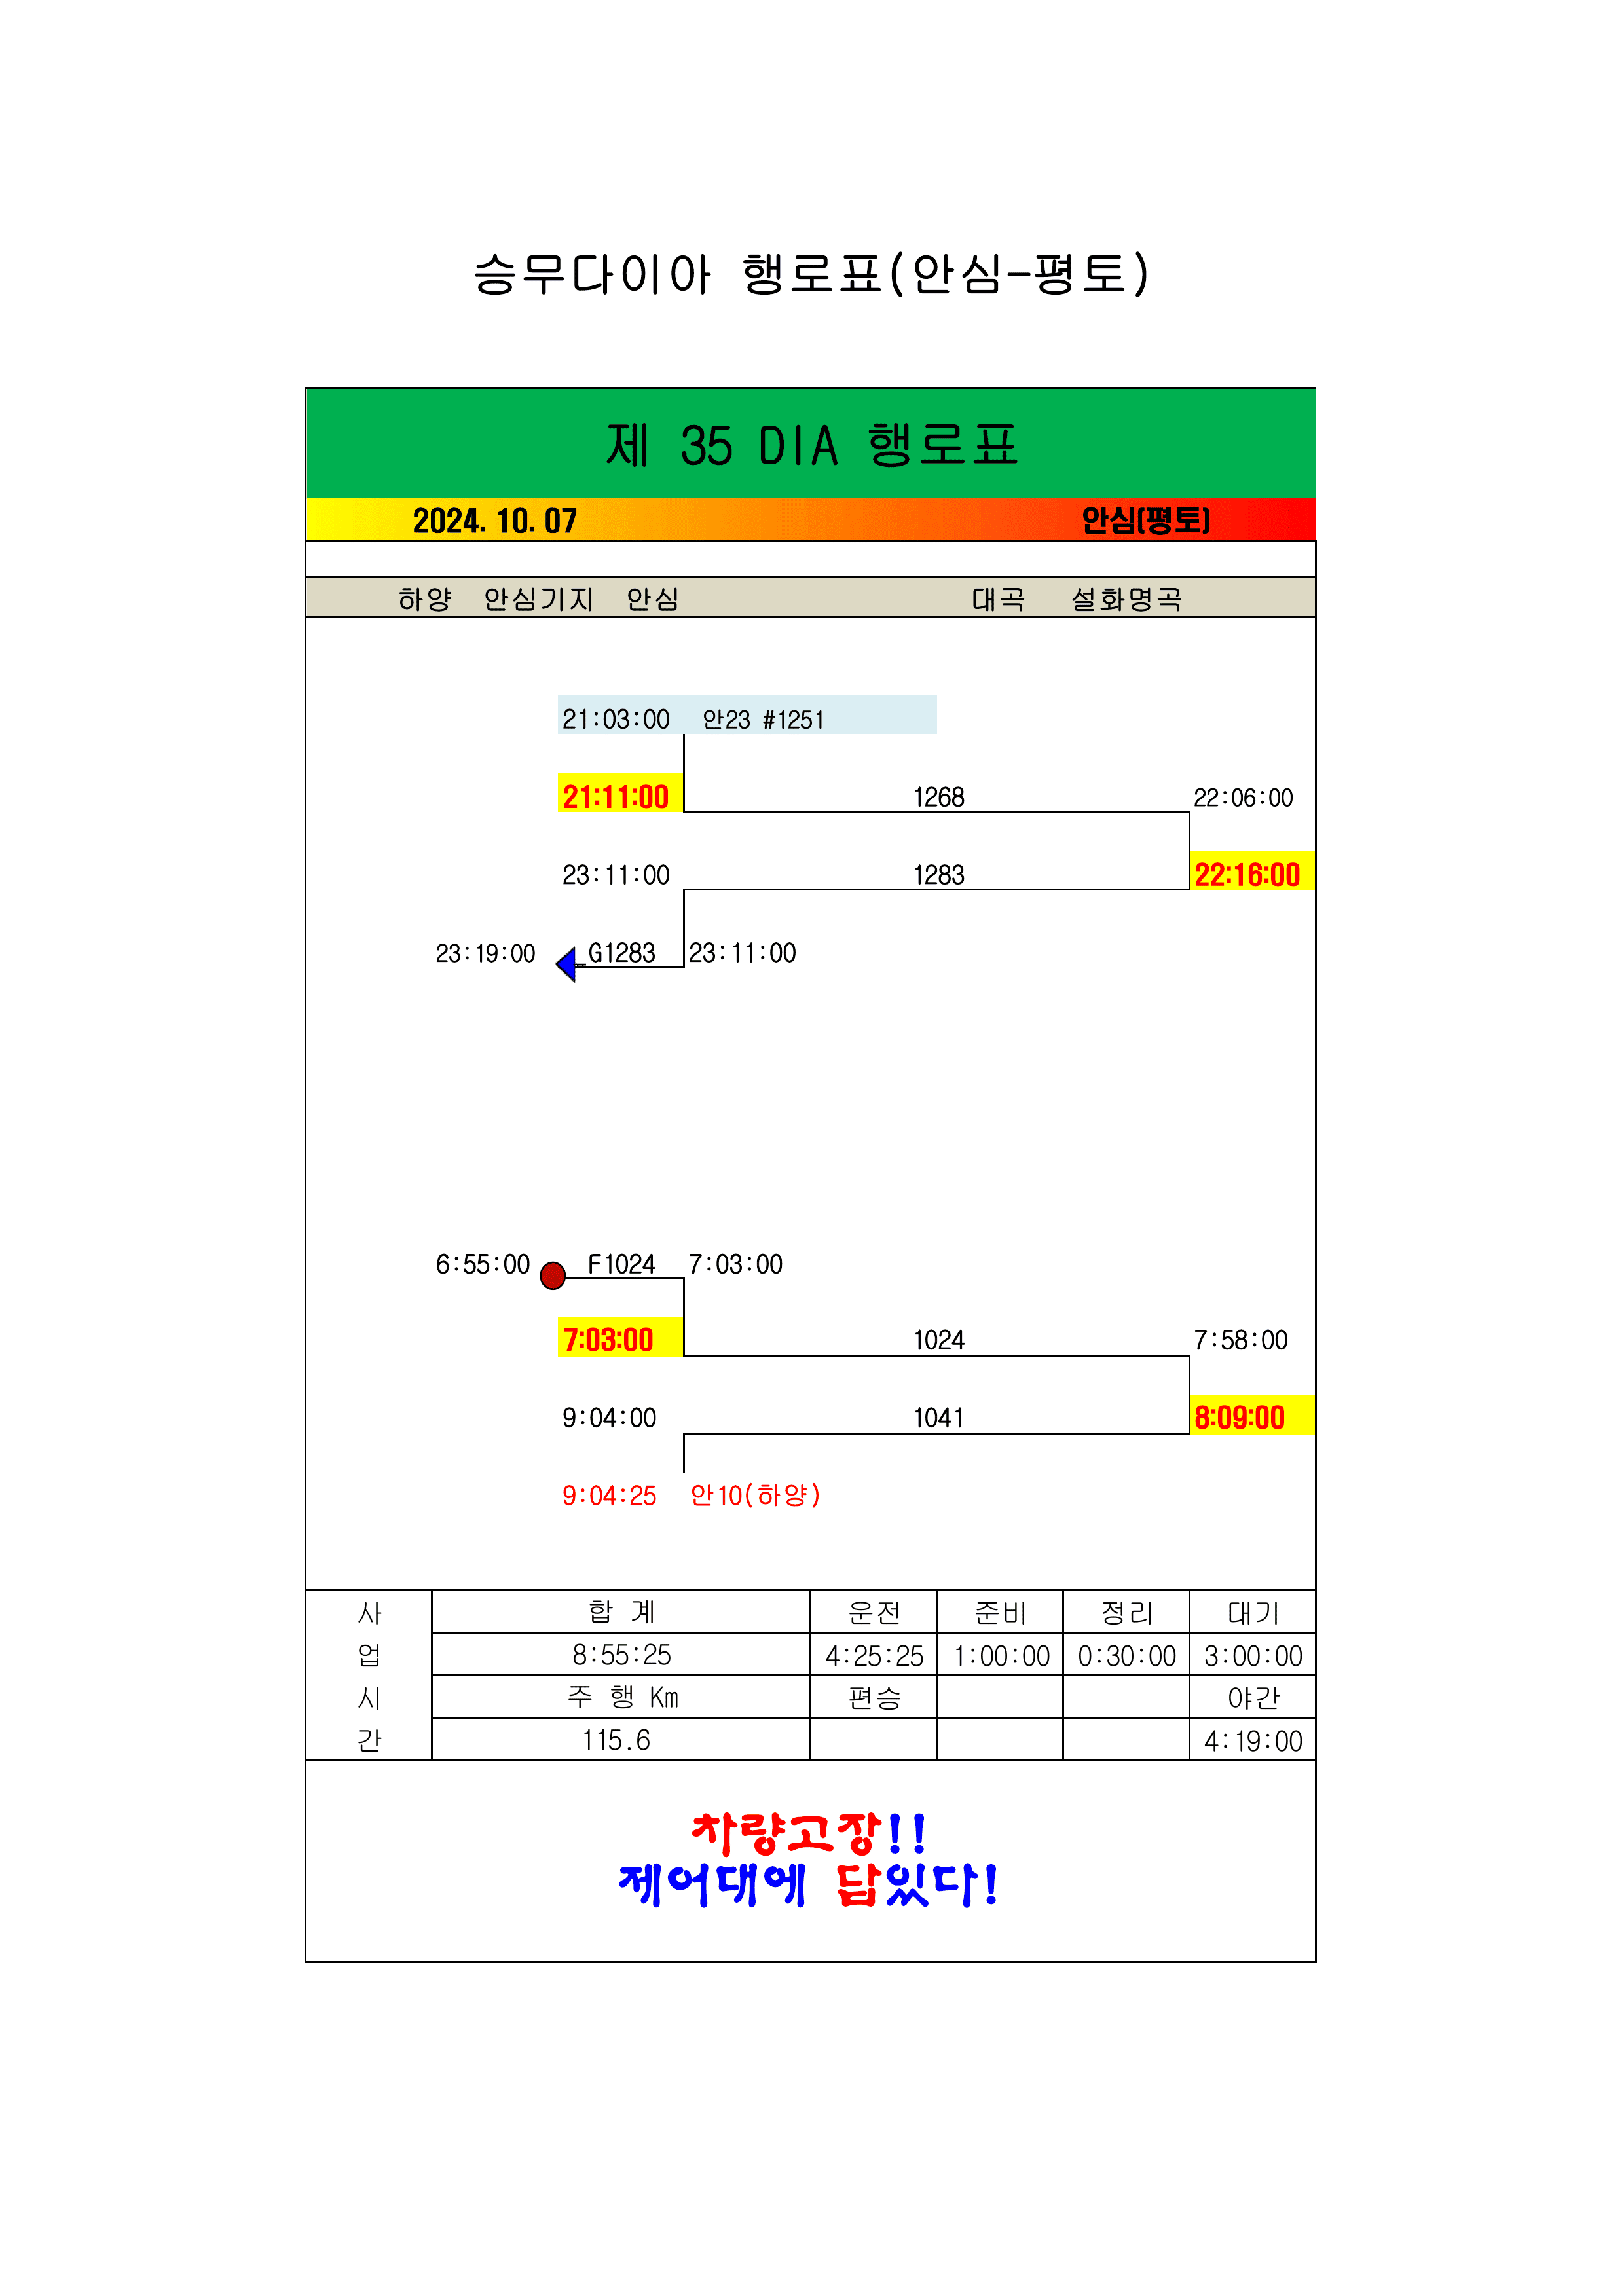 승무다이아 행로표(안심-평토)
제 35 DIA 행로표
2024. 10. 07 안심(평토)
하양 안심기지 안심 대곡 설화명곡
21:03:00 안23 #1251
21:11:00 1268 22:06:00
23:11:00 1283 22:16:00
23:19:00 G1283 23:11:00
6:55:00 F1024 7:03:00
7:03:00 1024 7:58:00
9:04:00 1041 8:09:00
9:04:25 안10(하양)
사 합 계 운전 준비 정리 대기
업 8:55:25 4:25:25 1:00:00 0:30:00 3:00:00
시 주 행 Km 편승 야간
간 115.6 4:19:00
차량고장!!
제어대에 답있다!